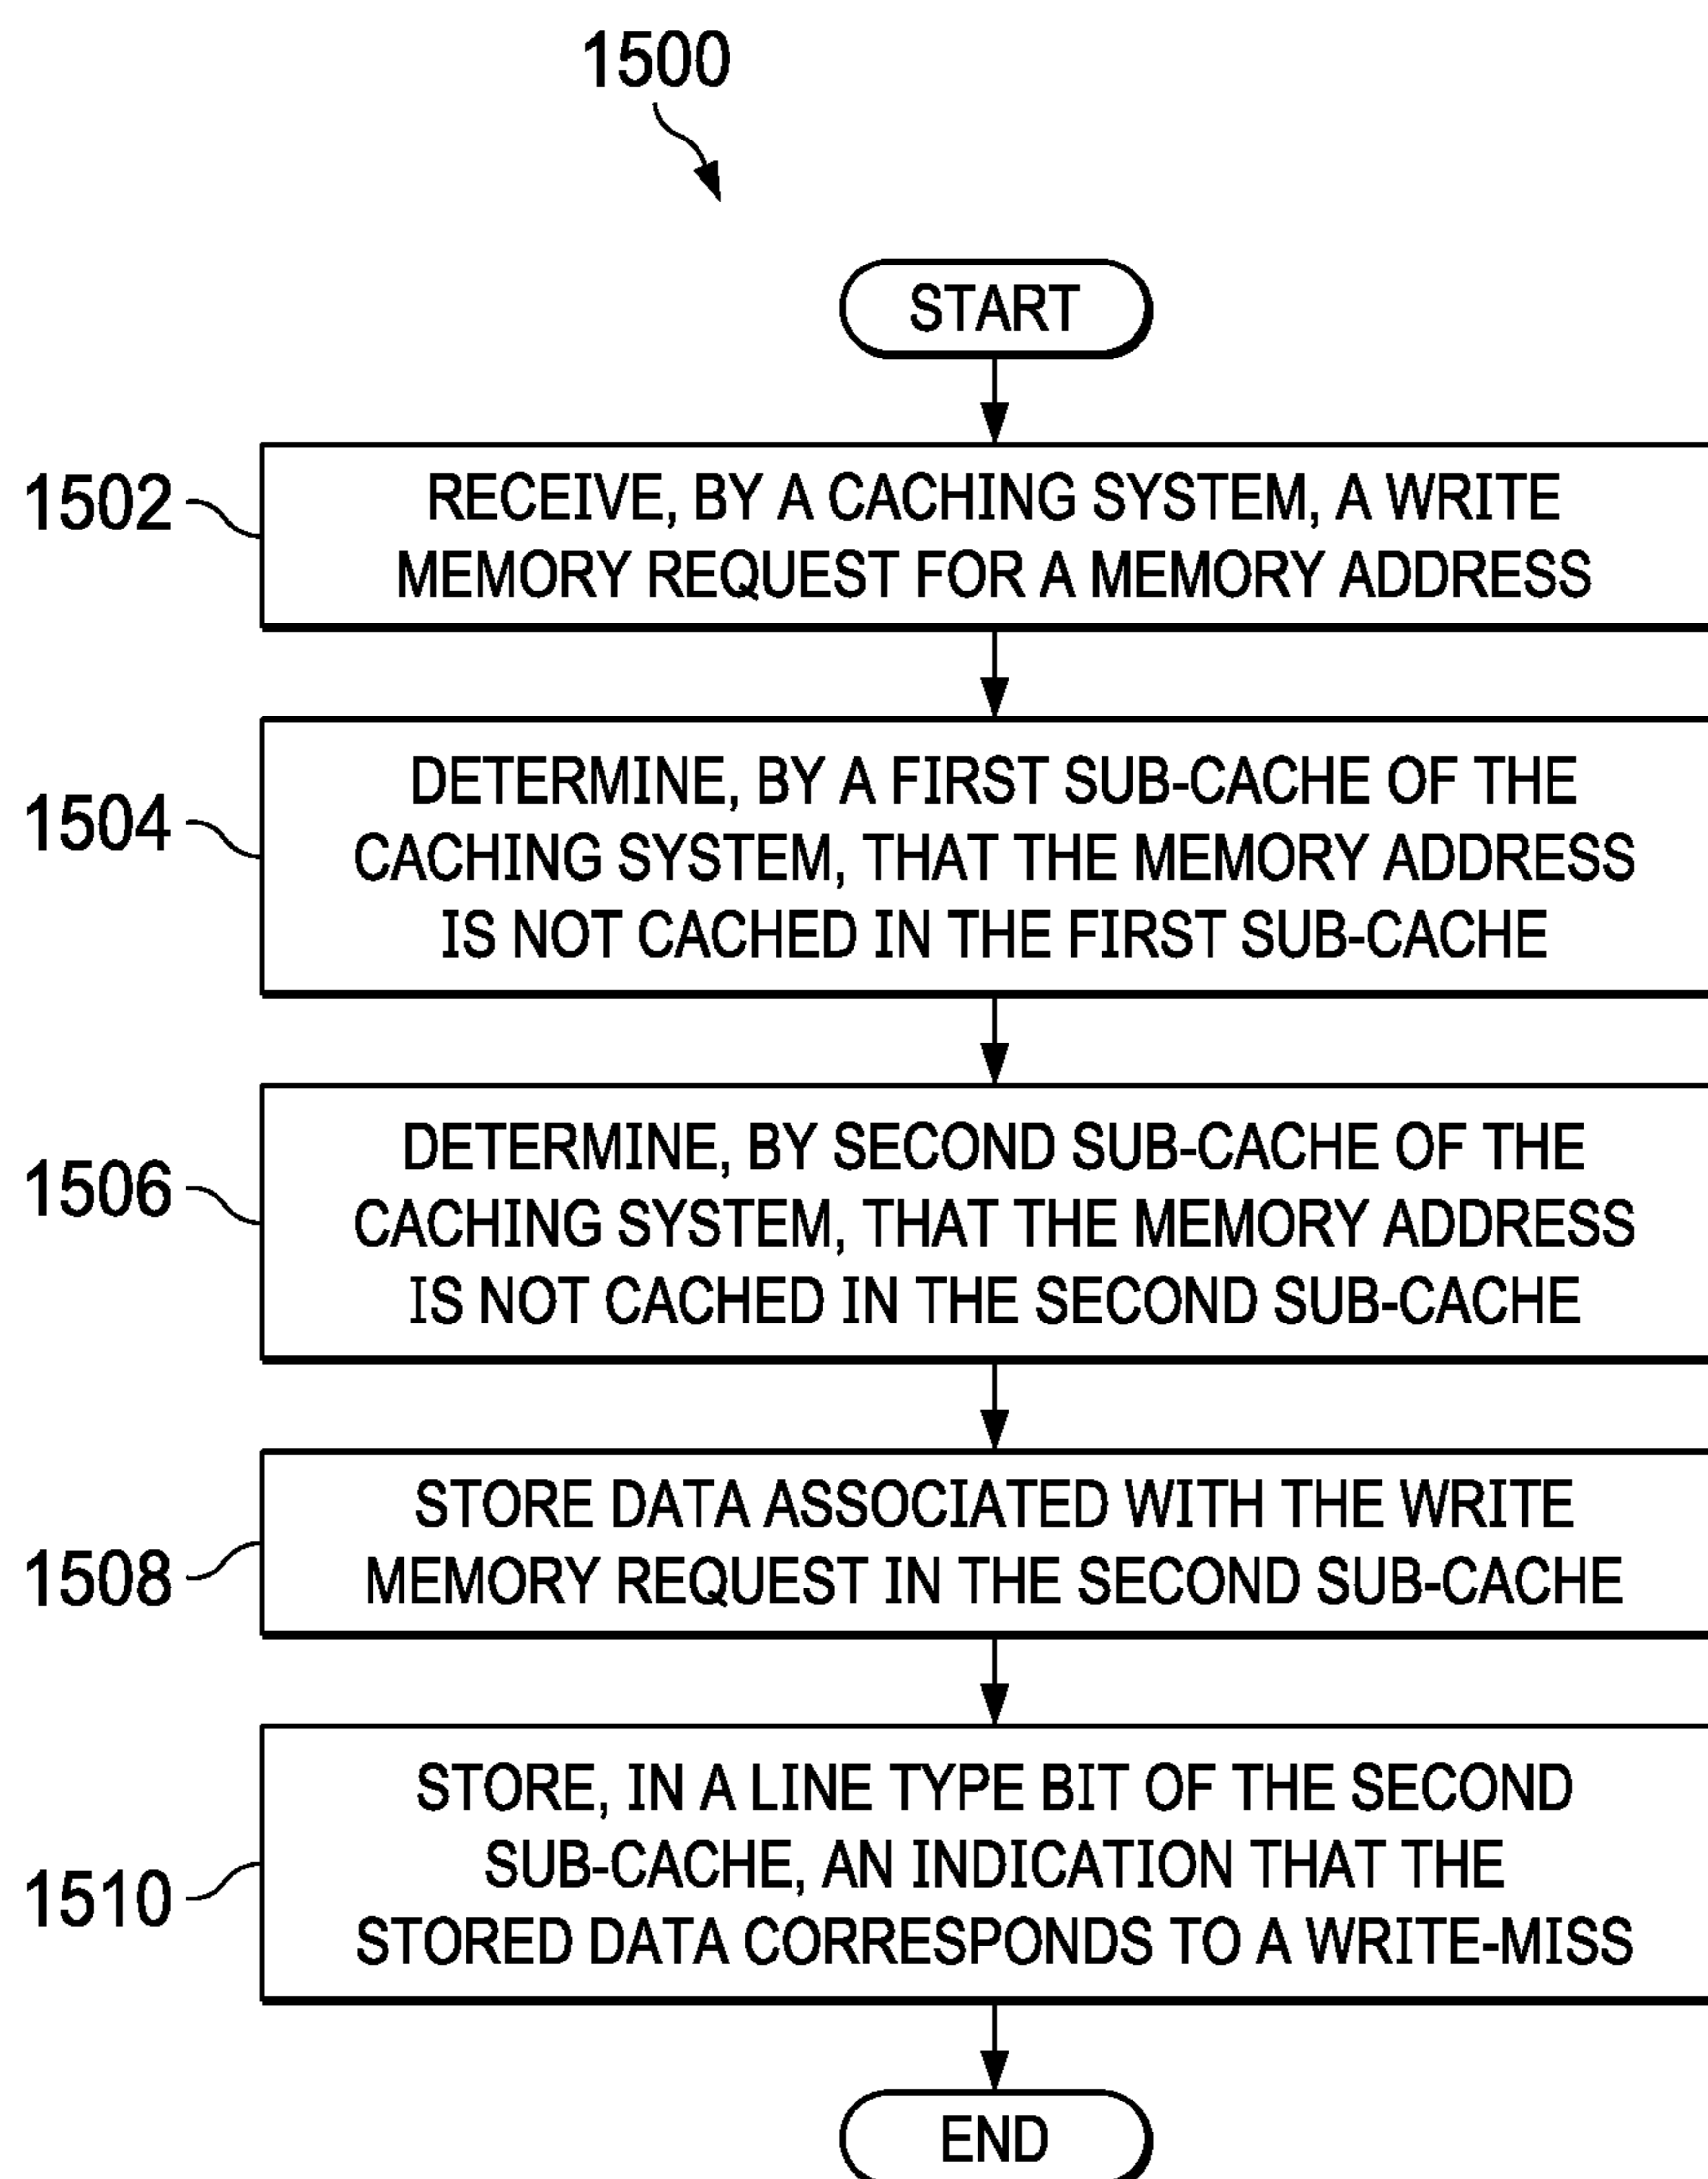 1500
START
1502
RECEIVE, BY A CACHING SYSTEM, A WRITE
MEMORY REQUEST FOR A MEMORY ADDRESS
1504
DETERMINE, BY A FIRST SUB-CACHE OF THE
CACHING SYSTEM, THAT THE MEMORY ADDRESS
IS NOT CACHED IN THE FIRST SUB-CACHE
1506
DETERMINE, BY SECOND SUB-CACHE OF THE
CACHING SYSTEM, THAT THE MEMORY ADDRESS
IS NOT CACHED IN THE SECOND SUB-CACHE
1508
STORE DATA ASSOCIATED WITH THE WRITE
MEMORY REQUEST IN THE SECOND SUB-CACHE
1510
STORE, IN A LINE TYPE BIT OF THE SECOND
SUB-CACHE, AN INDICATION THAT THE
STORED DATA CORRESPONDS TO A WRITE-MISS
END